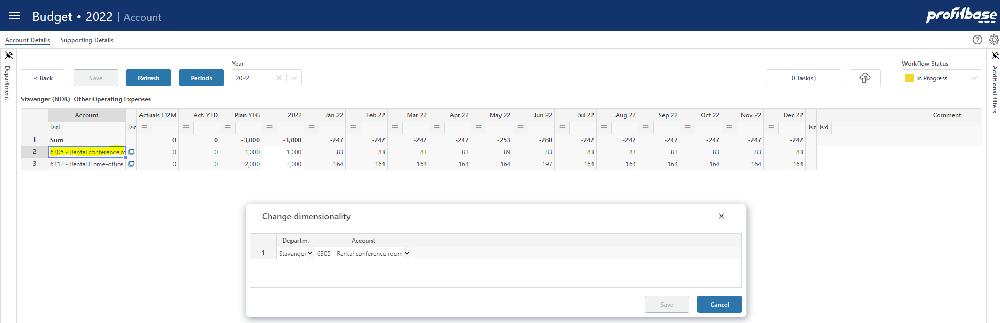 Budget • 2022 | Account
profitbase
Account Details Supporting Details
Department
Additional filters
Year
Workflow Status
< Back Save Refresh Periods 2022 0 Task(s) In Progress
Stavanger (NOK) Other Operating Expenses
Account Actuals L12M Act. YTD Plan YTG 2022 Jan 22 Feb 22 Mar 22 Apr 22 May 22 Jun 22 Jul 22 Aug 22 Sep 22 Oct 22 Nov 22 Dec 22 Comment
[x,y] [x,y = = = = = = = = = = = = = = = = [x,y [x,y]
1 Sum 0 0 -3,000 -3,000 -247 -247 -247 -247 -253 -280 -247 -247 -247 -247 -247 -247
2 6305 - Rental conference ro 0 0 1,000 1,000 83 83 83 83 89 83 83 83 83 83 83 83
3 6312 - Rental Home-office 0 0 2,000 2,000 164 164 164 164 164 197 164 164 164 164 164 164
Change dimensionality
Departm. Account
1 Stavanger 6305 - Rental conference room
Save Cancel